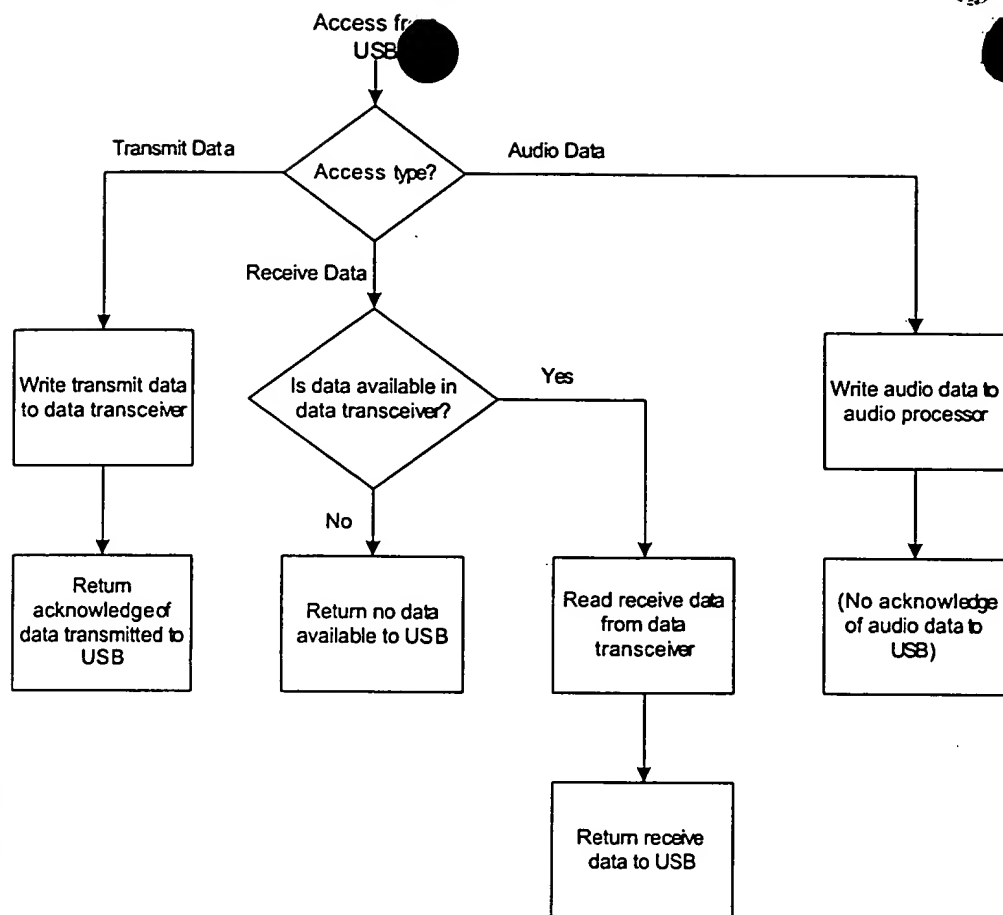 Access
USB
Access type?
Transmit Data
Audio Data
Receive Data
Write transmit data
to data transceiver
Is data available in
data transceiver?
Yes
Write audio data to
audio processor
No
Return
acknowledge of
data transmitted to
USB
Return no data
available to USB
Read receive data
from data
transceiver
(No acknowledge
of audio data to
USB)
Return receive
data to USB